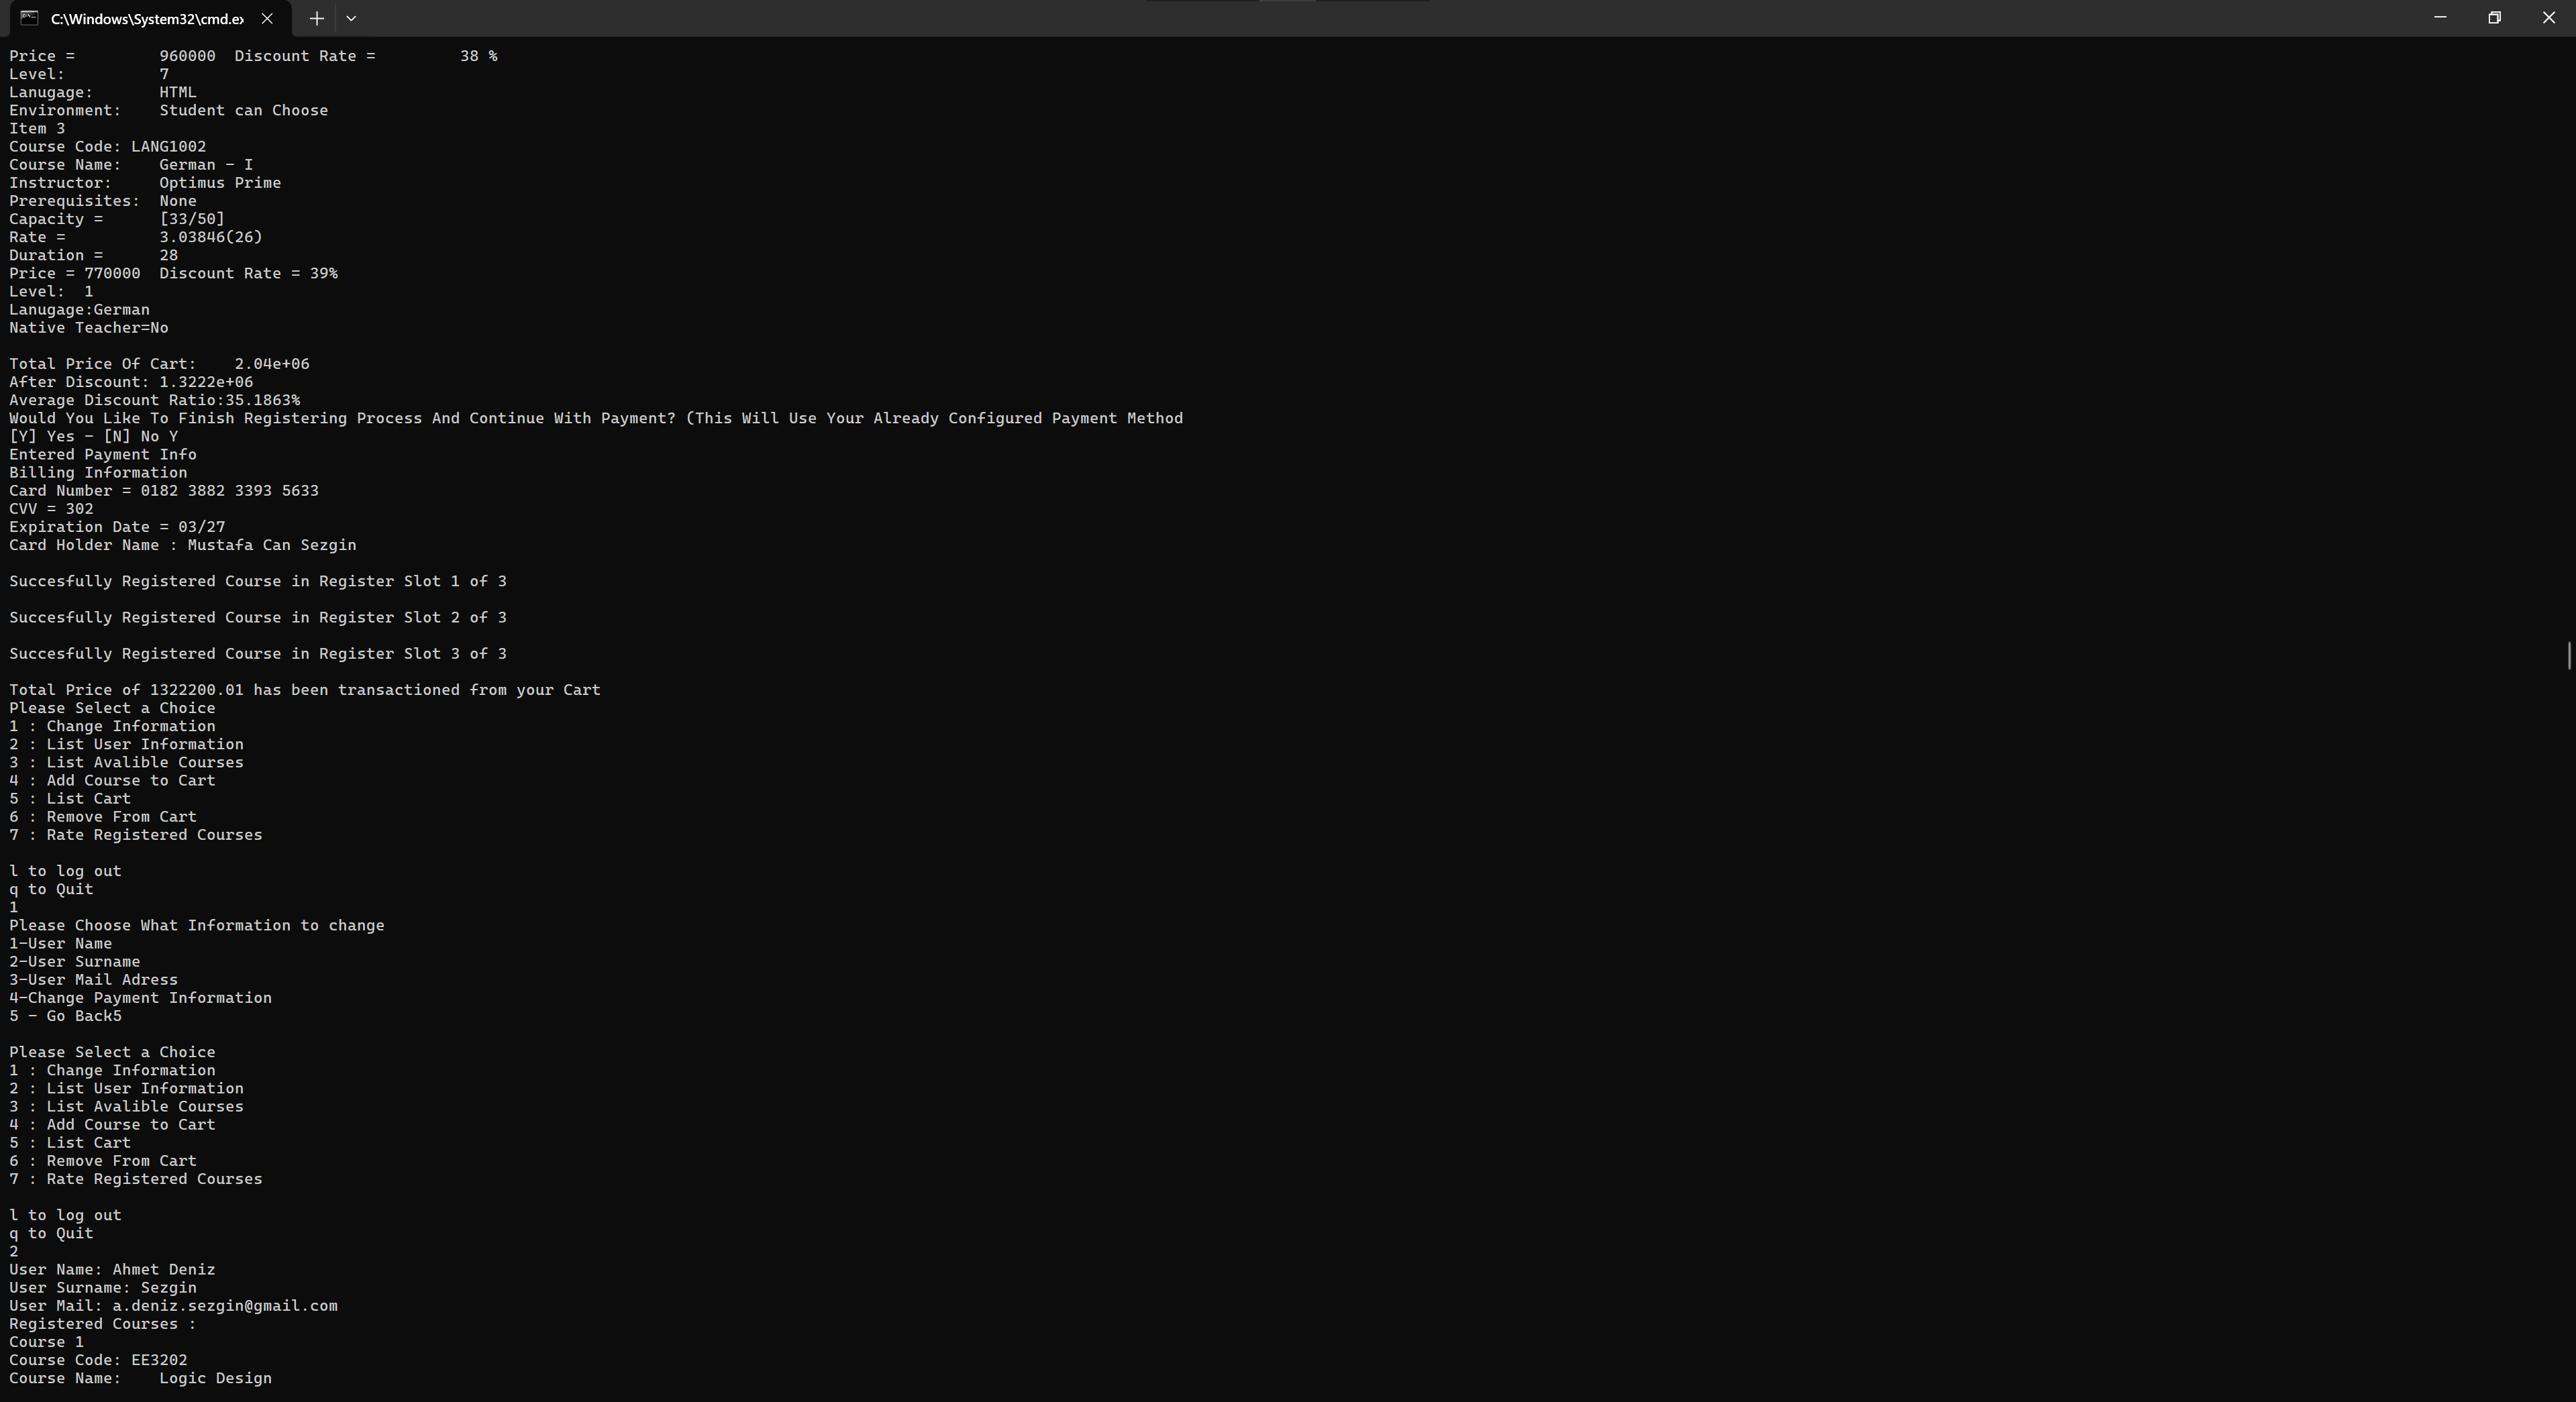 C:\Windows\System32\cmd.ex
Price =         960000  Discount Rate =         38 %
Level:          7
Lanugage:       HTML
Environment:    Student can Choose
Item 3
Course Code: LANG1002
Course Name:    German - I
Instructor:     Optimus Prime
Prerequisites:  None
Capacity =      [33/50]
Rate =          3.03846(26)
Duration =      28
Price = 770000  Discount Rate = 39%
Level:  1
Lanugage:German
Native Teacher=No

Total Price Of Cart:    2.04e+06
After Discount: 1.3222e+06
Average Discount Ratio:35.1863%
Would You Like To Finish Registering Process And Continue With Payment? (This Will Use Your Already Configured Payment Method
[Y] Yes - [N] No Y
Entered Payment Info
Billing Information
Card Number = 0182 3882 3393 5633
CVV = 302
Expiration Date = 03/27
Card Holder Name : Mustafa Can Sezgin

Succesfully Registered Course in Register Slot 1 of 3

Succesfully Registered Course in Register Slot 2 of 3

Succesfully Registered Course in Register Slot 3 of 3

Total Price of 1322200.01 has been transactioned from your Cart
Please Select a Choice
1 : Change Information
2 : List User Information
3 : List Avalible Courses
4 : Add Course to Cart
5 : List Cart
6 : Remove From Cart
7 : Rate Registered Courses

l to log out
q to Quit
1
Please Choose What Information to change
1-User Name
2-User Surname
3-User Mail Adress
4-Change Payment Information
5 - Go Back5

Please Select a Choice
1 : Change Information
2 : List User Information
3 : List Avalible Courses
4 : Add Course to Cart
5 : List Cart
6 : Remove From Cart
7 : Rate Registered Courses

l to log out
q to Quit
2
User Name: Ahmet Deniz
User Surname: Sezgin
User Mail: a.deniz.sezgin@gmail.com
Registered Courses :
Course 1
Course Code: EE3202
Course Name:    Logic Design